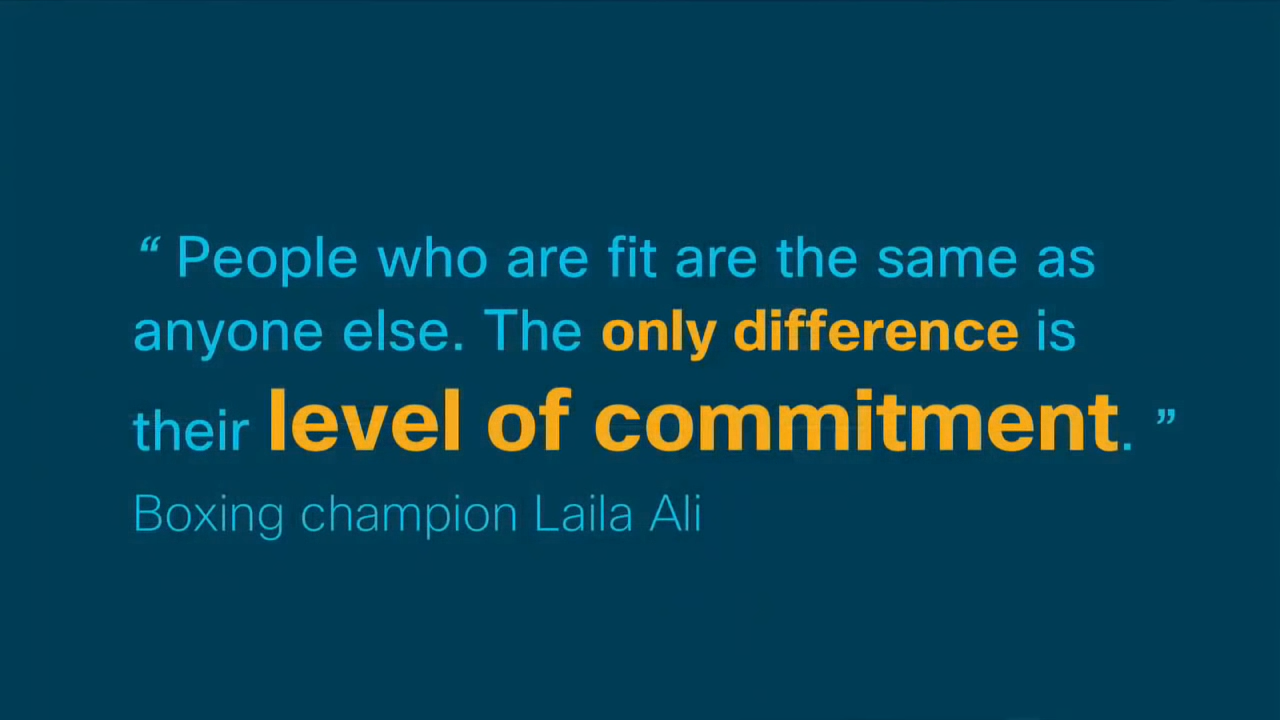 “ People who are fit are the same as
anyone else. The only difference is
their level of commitment. ”
Boxing champion Laila Ali